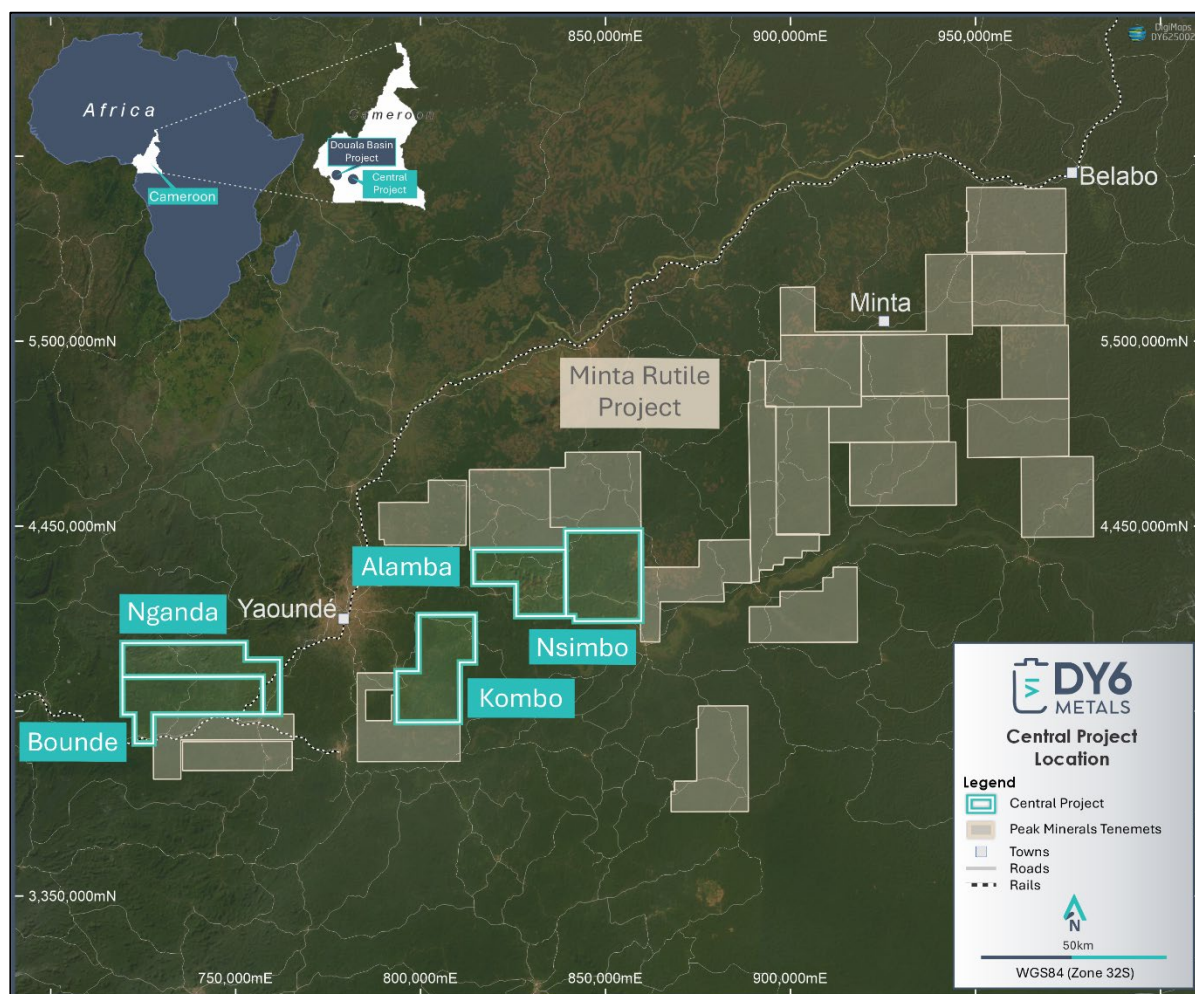 850,000mE
900,000mE
950,000mE
DigiMaps
DY62S002
Africa
Cameroon
Douala Basin
Project
Central
Project
Cameroon
Belabo
Minta
5,500,000mN
5,500,000mN
Minta Rutile
Project
4,450,000mN
4,450,000mN
Alamba
Nganda
Yaoundé
Nsimbo
Kombo
Bounde
3,350,000mN
750,000mE
800,000mE
850,000mE
900,000mE
DY6
METALS
Central Project
Location
Legend
Central Project
Peak Minerals Tenemets
Towns
Roads
Rails
N
50km
WGS84 (Zone 32S)